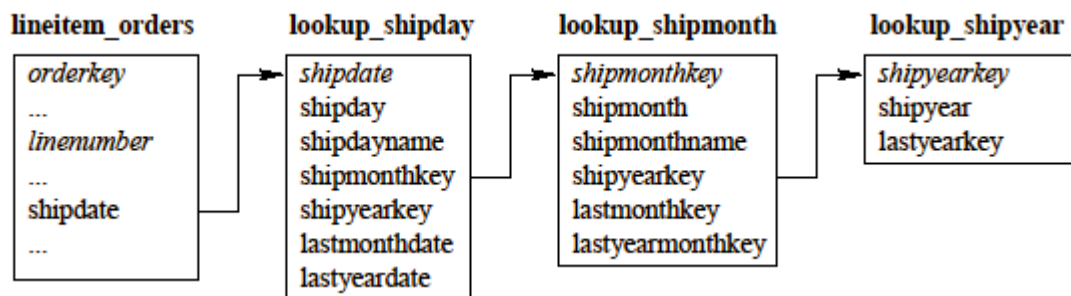 lineitem_orders
orderkey
...
linenumber
...
shipdate
...
lookup_shipday
shipdate
shipday
shipdayname
shipmonthkey
shipyearkey
lastmonthdate
lastyeardate
lookup_shipmonth
shipmonthkey
shipmonth
shipmonthname
shipyearkey
lastmonthkey
lastyearmonthkey
lookup_shipyear
shipyearkey
shipyear
lastyearkey